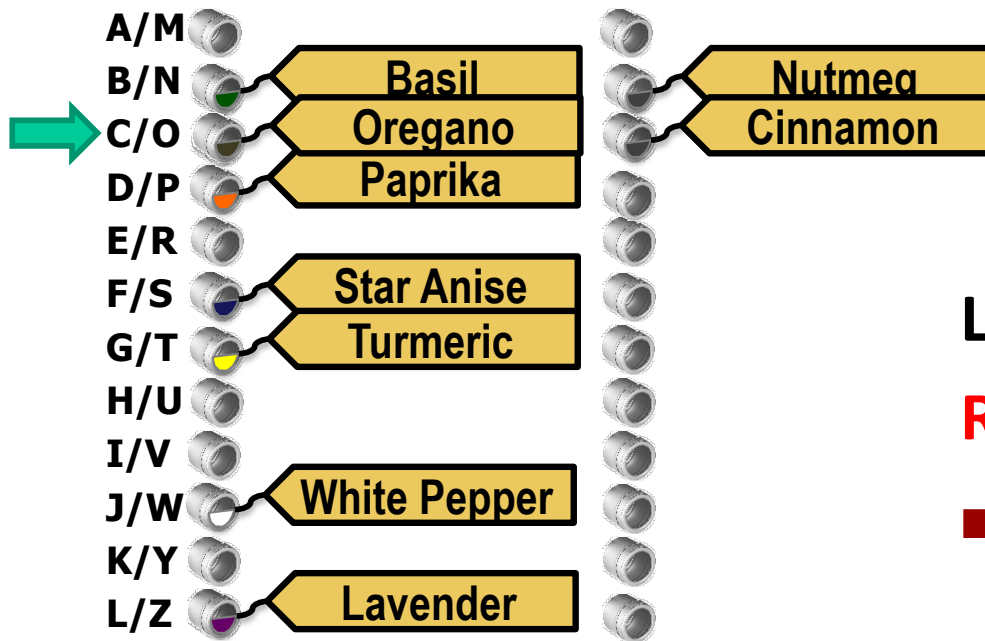 A/M
B/N Basil Nutmeg
C/O Oregano Cinnamon
D/P Paprika
E/R
F/S Star Anise
G/T Turmeric
H/U
I/V
J/W White Pepper
K/Y
L/Z Lavender
L
R